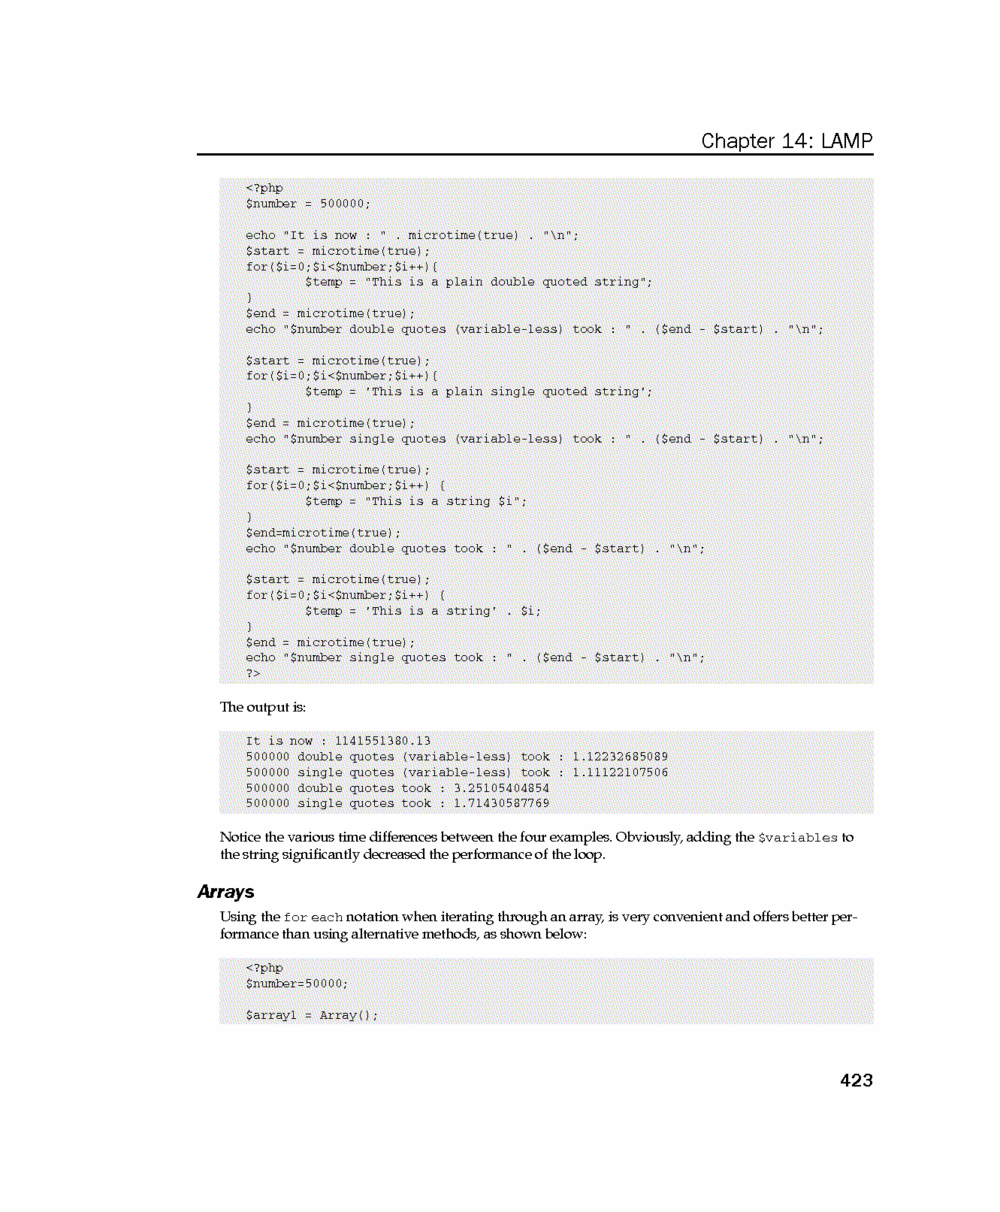 Chapter 14: LAMP
<?php
$number = 500000;
echo "It is now : " . microtime(true) . "\n";
$start = microtime(true);
for($i=0;$i<$number;$i++){
$temp = "This is a plain double quoted string";
}
$end = microtime(true);
echo "$number double quotes (variable-less) took : " . ($end - $start) . "\n";
$start = microtime(true);
for($i=0;$i<$number;$i++){
$temp = 'This is a plain single quoted string';
}
$end = microtime(true);
echo "$number single quotes (variable-less) took : " . ($end - $start) . "\n";
$start = microtime(true);
for($i=0;$i<$number;$i++) {
$temp = "This is a string $i";
}
$end=microtime(true);
echo "$number double quotes took : " . ($end - $start) . "\n";
$start = microtime(true);
for($i=0;$i<$number;$i++) {
$temp = 'This is a string' . $i;
}
$end = microtime(true);
echo "$number single quotes took : " . ($end - $start) . "\n";
?>
The output is:
It is now : 1141551380.13
500000 double quotes (variable-less) took : 1.12232685089
500000 single quotes (variable-less) took : 1.11122107506
500000 double quotes took : 3.25105404854
500000 single quotes took : 1.71430587769
Notice the various time differences between the four examples. Obviously, adding the $variables to
the string significantly decreased the performance of the loop.
Arrays
Using the for each notation when iterating through an array, is very convenient and offers better per-
formance than using alternative methods, as shown below:
<?php
$number=50000;
$array1 = Array();
423